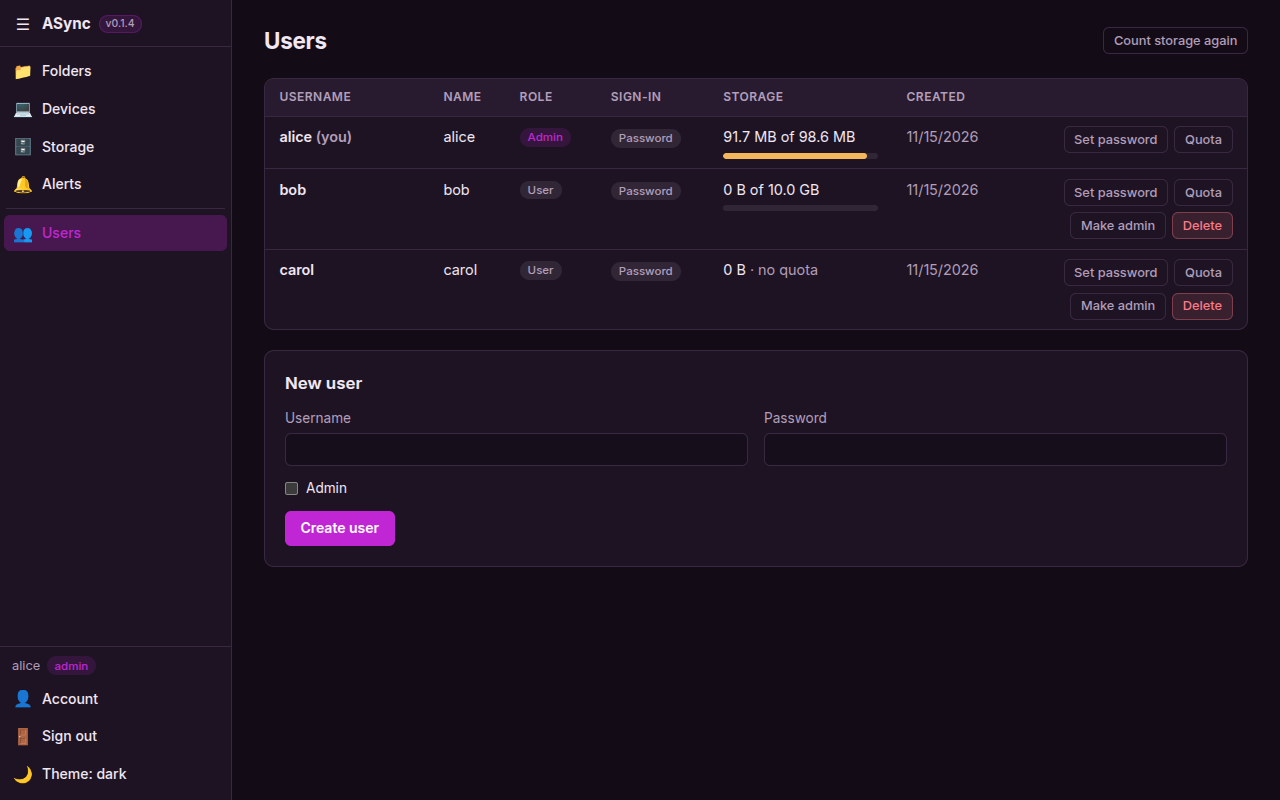 ASync v0.1.4
Folders
Devices
Storage
Alerts
Users
alice admin
Account
Sign out
Theme: dark
Users
Count storage again
USERNAME NAME ROLE SIGN-IN STORAGE CREATED
alice (you) alice Admin Password 91.7 MB of 98.6 MB 11/15/2026 Set password Quota
bob bob User Password 0 B of 10.0 GB 11/15/2026 Set password Quota
Make admin Delete
carol carol User Password 0 B · no quota 11/15/2026 Set password Quota
Make admin Delete
New user
Username Password
Admin
Create user